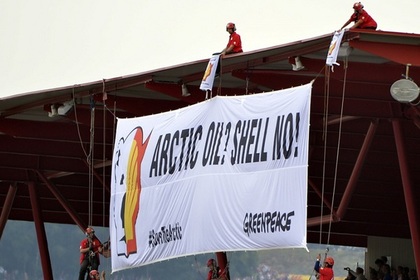 ARCTIC OIL? SHELL NO!
#SaveTheArctic
GREENPEACE